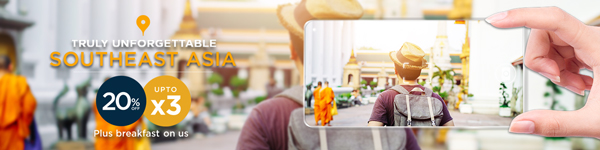 TRULY UNFORGETTABLE
SOUTHEAST ASIA
20% OFF
UPTO
x3
Plus breakfast on us